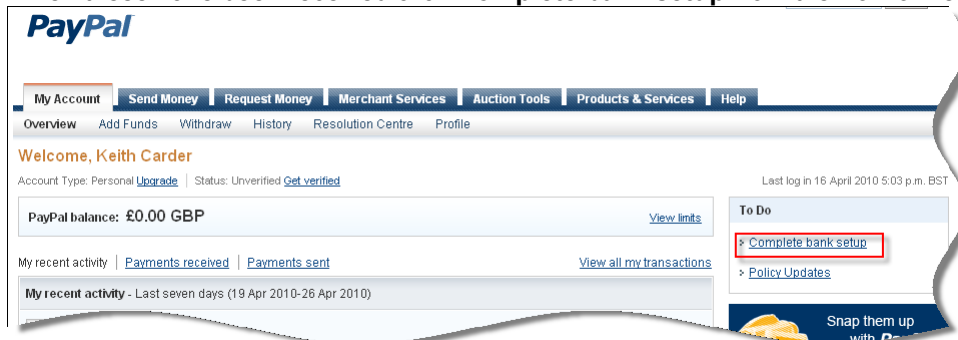 PayPal
My Account Send Money Request Money Merchant Services Auction Tools Products & Services Help
Overview Add Funds Withdraw History Resolution Centre Profile
Welcome, Keith Carder
Account Type: Personal Upgrade | Status: Unverified Get verified
Last log in 16 April 2010 5:03 p.m. BST
PayPal balance: £0.00 GBP
View limits
To Do
Complete bank setup
Policy Updates
My recent activity | Payments received | Payments sent
View all my transactions
My recent activity - Last seven days (19 Apr 2010-26 Apr 2010)
Snap them up
with